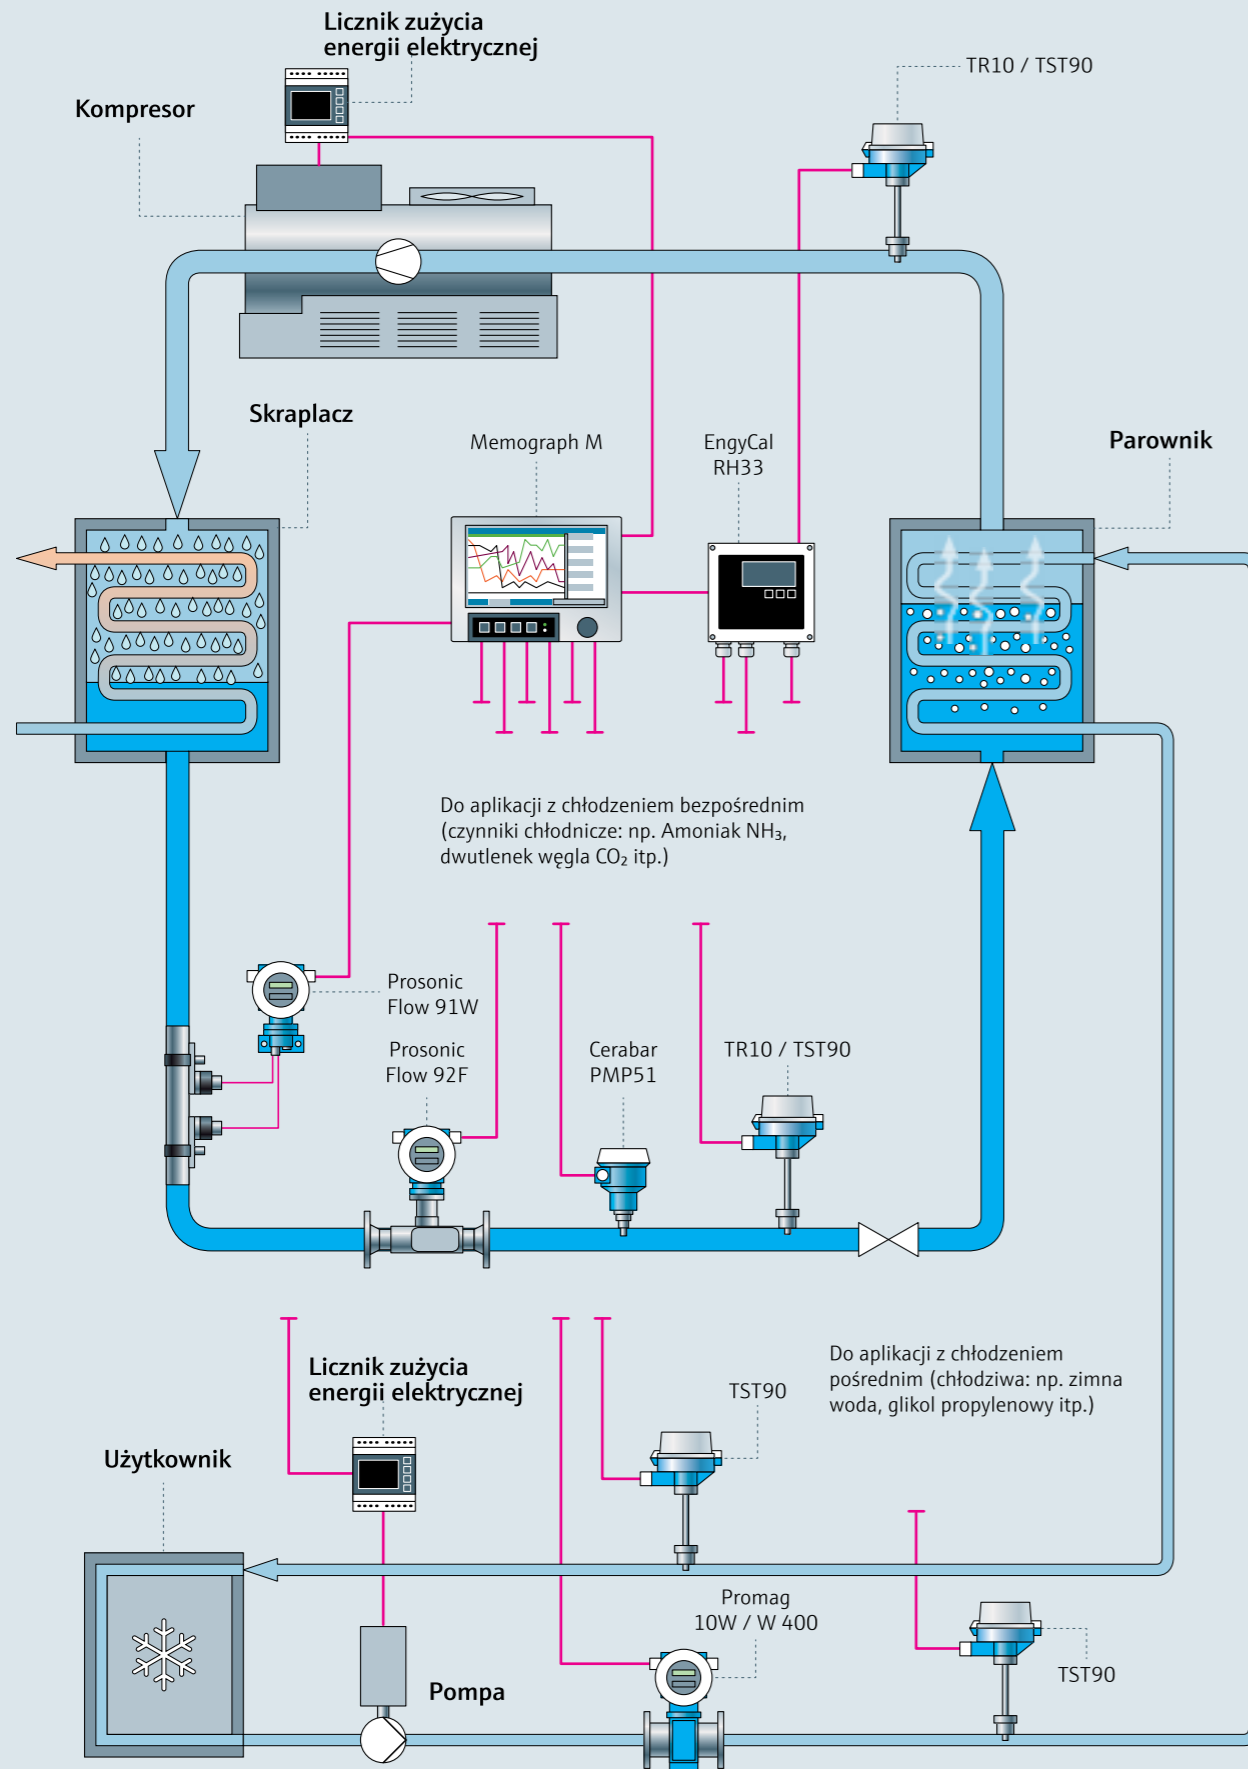 Licznik zużycia
energii elektrycznej
TR10 / TST90
Kompresor
Skraplacz
Memograph M
EngyCal
RH33
Parownik
Do aplikacji z chłodzeniem bezpośrednim
(czynniki chłodnicze: np. Amoniak NH₃,
dwutlenek węgla CO₂ itp.)
Prosonic
Flow 91W
Prosonic
Flow 92F
Cerabar
PMP51
TR10 / TST90
Licznik zużycia
energii elektrycznej
TST90
Do aplikacji z chłodzeniem
pośrednim (chłodziwa: np. zimna
woda, glikol propylenowy itp.)
Użytkownik
Promag
10W / W 400
TST90
Pompa